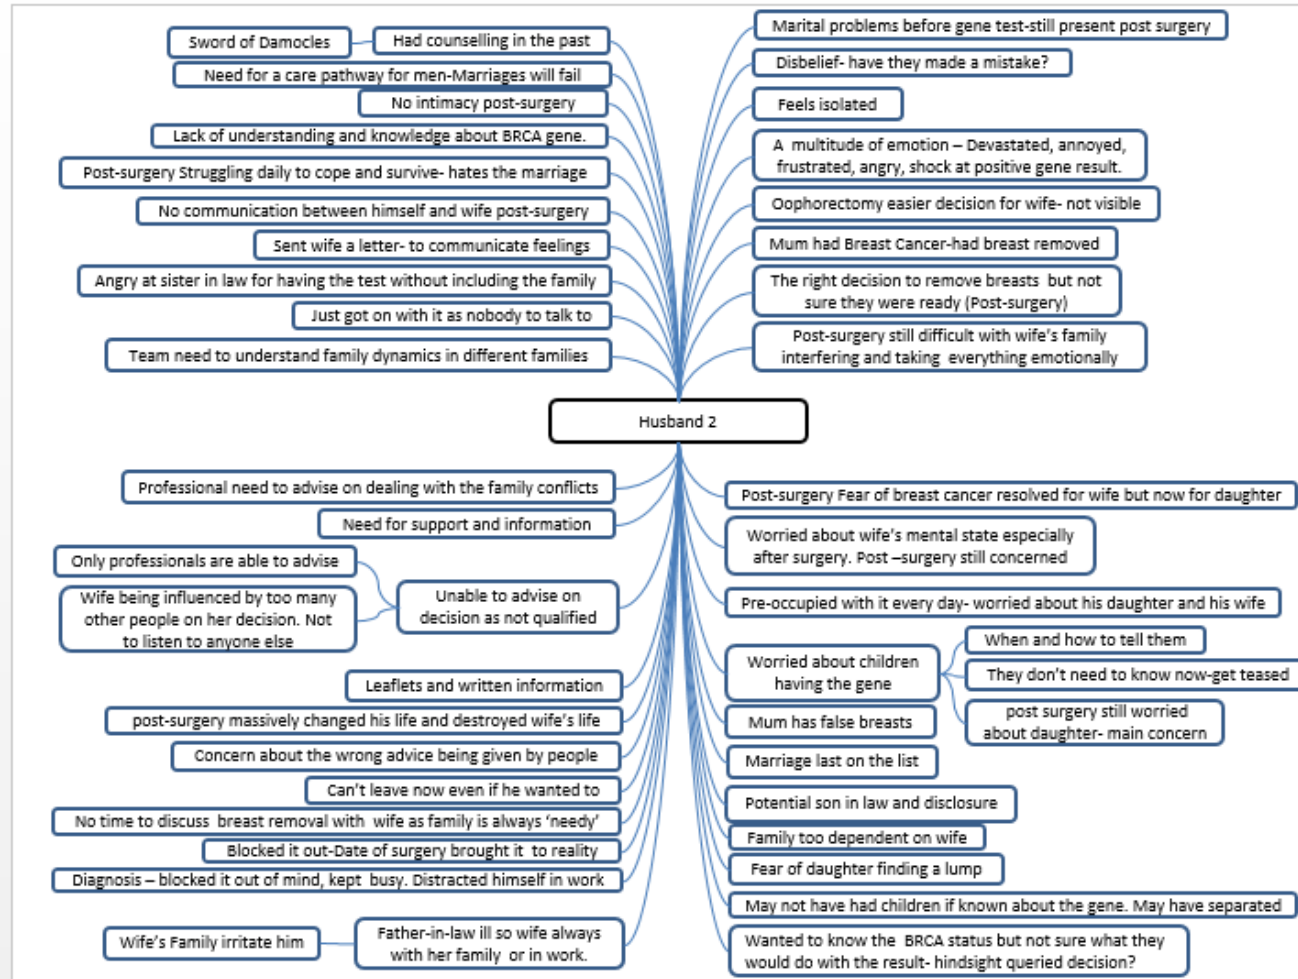 Sword of Damocles
Had counselling in the past
Need for a care pathway for men-Marriages will fail
No intimacy post-surgery
Lack of understanding and knowledge about BRCA gene.
Post-surgery Struggling daily to cope and survive- hates the marriage
No communication between himself and wife post-surgery
Sent wife a letter- to communicate feelings
Angry at sister in law for having the test without including the family
Just got on with it as nobody to talk to
Team need to understand family dynamics in different families
Marital problems before gene test-still present post surgery
Disbelief- have they made a mistake?
Feels isolated
A multitude of emotion – Devastated, annoyed,
frustrated, angry, shock at positive gene result.
Oophorectomy easier decision for wife- not visible
Mum had Breast Cancer-had breast removed
The right decision to remove breasts but not
sure they were ready (Post-surgery)
Post-surgery still difficult with wife's family
interfering and taking everything emotionally
Husband 2
Professional need to advise on dealing with the family conflicts
Need for support and information
Only professionals are able to advise
Wife being influenced by too many
other people on her decision. Not
to listen to anyone else
Unable to advise on
decision as not qualified
Leaflets and written information
post-surgery massively changed his life and destroyed wife's life
Concern about the wrong advice being given by people
Can't leave now even if he wanted to
No time to discuss breast removal with wife as family is always 'needy'
Blocked it out-Date of surgery brought it to reality
Diagnosis – blocked it out of mind, kept busy. Distracted himself in work
Wife's Family irritate him
Father-in-law ill so wife always
with her family or in work.
Post-surgery Fear of breast cancer resolved for wife but now for daughter
Worried about wife's mental state especially
after surgery. Post –surgery still concerned
Pre-occupied with it every day- worried about his daughter and his wife
Worried about children
having the gene
When and how to tell them
They don't need to know now-get teased
post surgery still worried
about daughter- main concern
Mum has false breasts
Marriage last on the list
Potential son in law and disclosure
Family too dependent on wife
Fear of daughter finding a lump
May not have had children if known about the gene. May have separated
Wanted to know the BRCA status but not sure what they
would do with the result- hindsight queried decision?